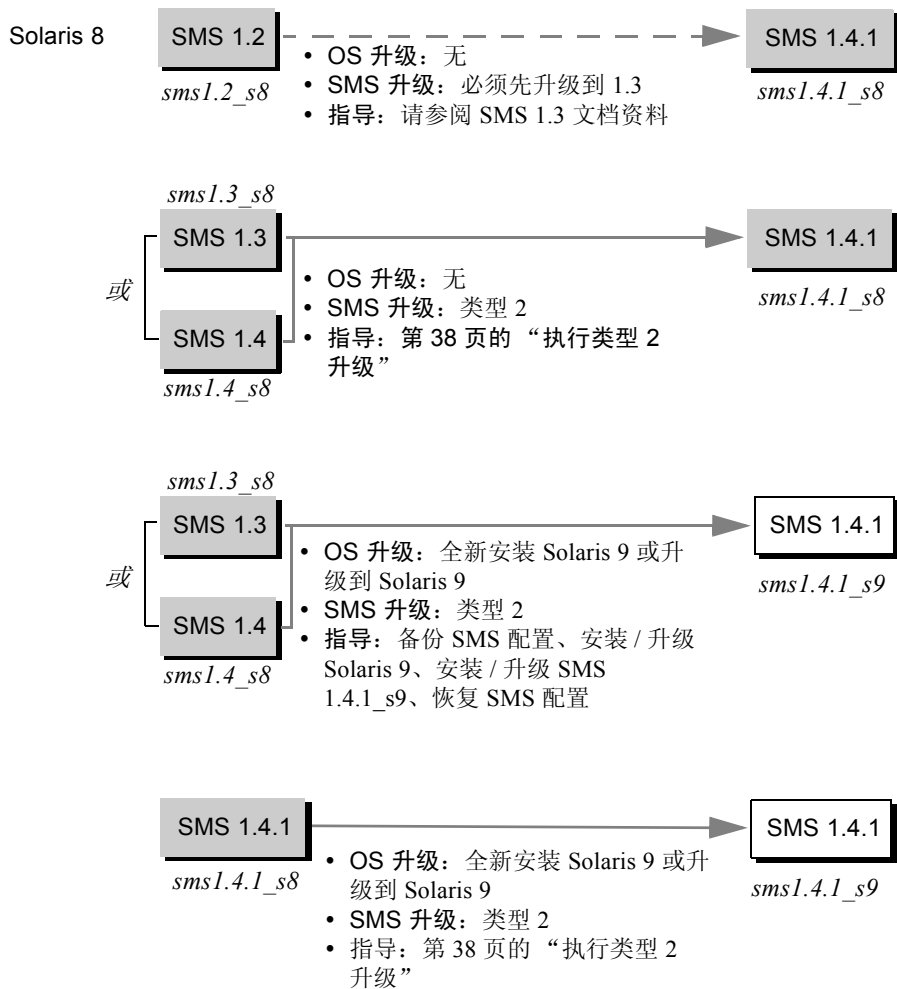 Solaris 8
SMS 1.2
SMS 1.4.1
sms1.2_s8
• OS 升级：无
• SMS 升级：必须先升级到 1.3
• 指导：请参阅 SMS 1.3 文档资料
sms1.4.1_s8
sms1.3_s8
SMS 1.3
SMS 1.4.1
或
• OS 升级：无
• SMS 升级：类型 2
• 指导：第 38 页的 “执行类型 2
升级”
sms1.4.1_s8
SMS 1.4
sms1.4_s8
sms1.3_s8
SMS 1.3
SMS 1.4.1
或
• OS 升级：全新安装 Solaris 9 或升
级到 Solaris 9
• SMS 升级：类型 2
• 指导：备份 SMS 配置、安装 / 升级
Solaris 9、安装 / 升级 SMS
1.4.1_s9、恢复 SMS 配置
sms1.4.1_s9
SMS 1.4
sms1.4_s8
SMS 1.4.1
SMS 1.4.1
sms1.4.1_s8
• OS 升级：全新安装 Solaris 9 或升
级到 Solaris 9
• SMS 升级：类型 2
• 指导：第 38 页的 “执行类型 2
升级”
sms1.4.1_s9